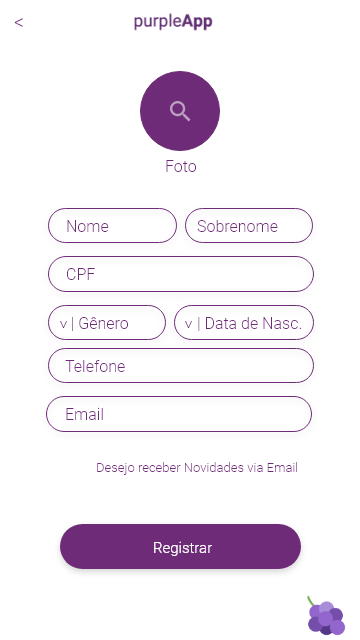 <
purpleApp
Foto
Nome Sobrenome
CPF
v | Gênero v | Data de Nasc.
Telefone
Email
Desejo receber Novidades via Email
Registrar